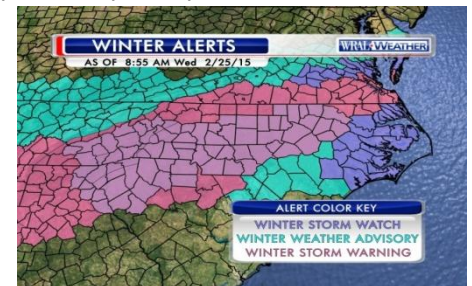 WINTER ALERTS
WRAL WEATHER
AS OF 8:55 AM Wed 2/25/15
ALERT COLOR KEY
WINTER STORM WATCH
WINTER WEATHER ADVISORY
WINTER STORM WARNING